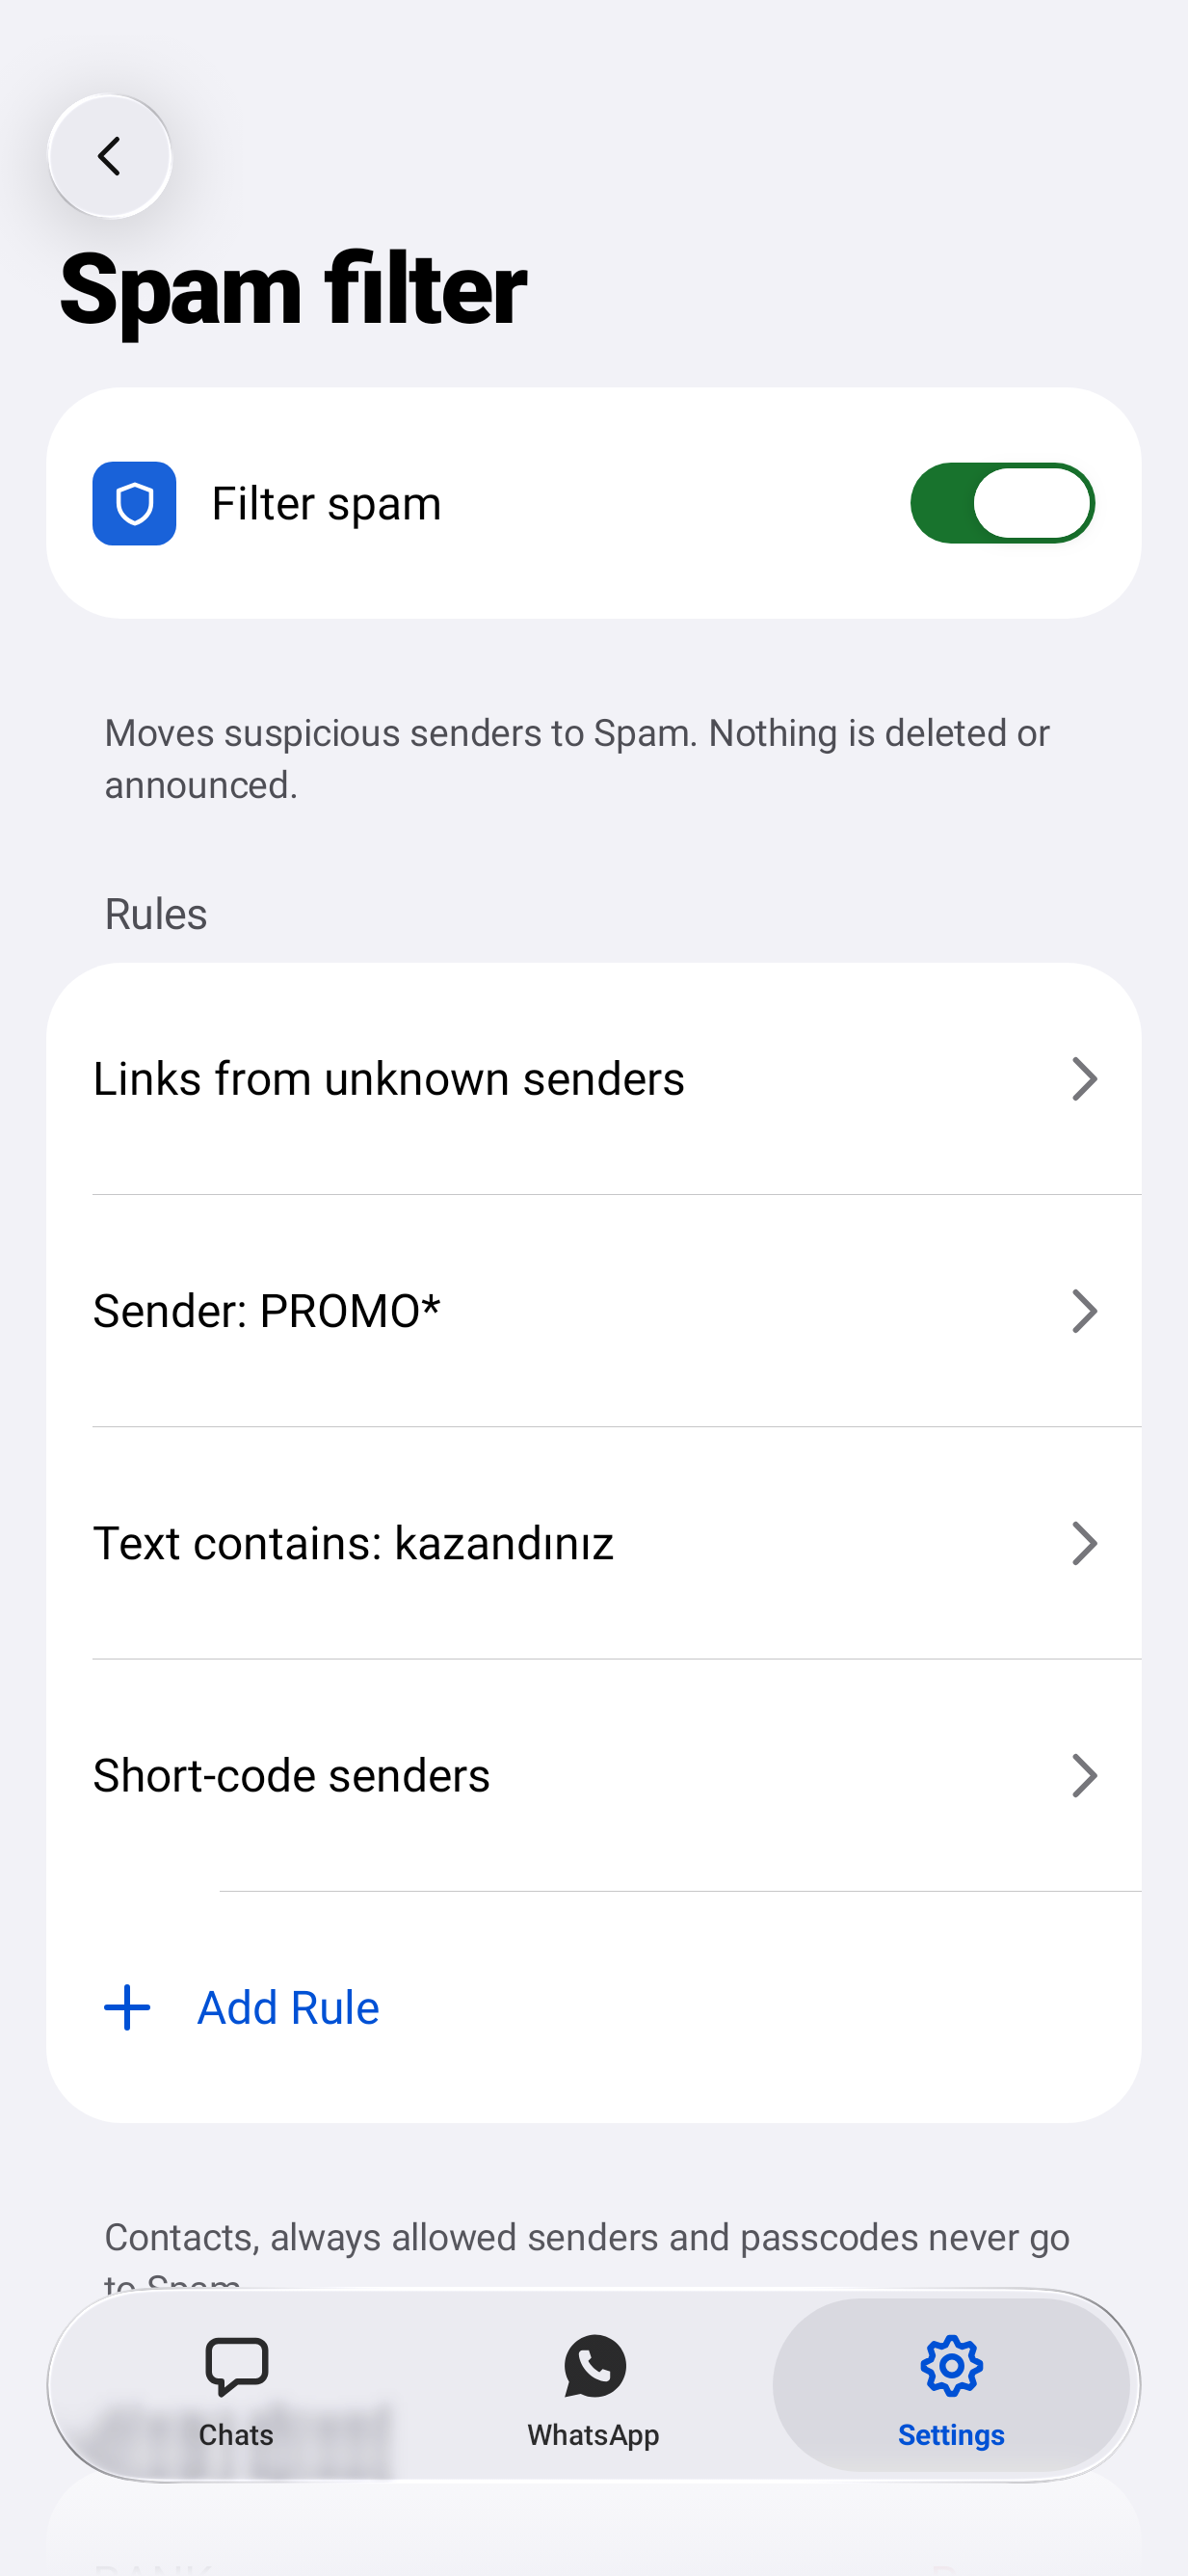 Spam filter
Filter spam
Moves suspicious senders to Spam. Nothing is deleted or
announced.
Rules
Links from unknown senders
Sender: PROMO*
Text contains: kazandınız
Short-code senders
Add Rule
Contacts, always allowed senders and passcodes never go
to Spam
Chats
WhatsApp
Settings